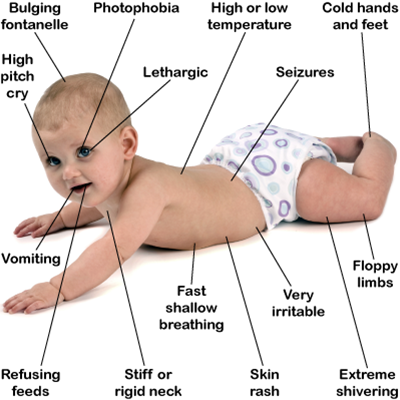 Bulging
fontanelle
Photophobia
High or low
temperature
Cold hands
and feet
High
pitch
cry
Lethargic
Seizures
Vomiting
Fast
shallow
breathing
Very
irritable
Floppy
limbs
Refusing
feeds
Stiff or
rigid neck
Skin
rash
Extreme
shivering